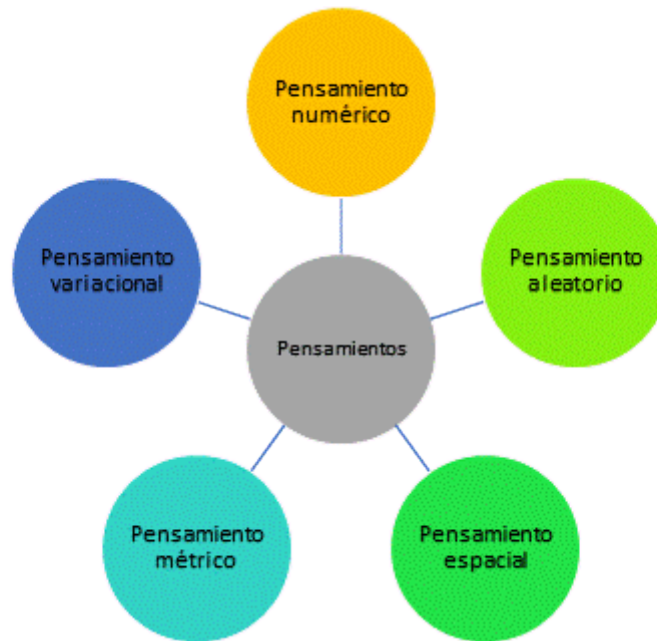 Pensamiento
numérico
Pensamiento
aleatorio
Pensamiento
espacial
Pensamiento
métrico
Pensamiento
variacional
Pensamientos